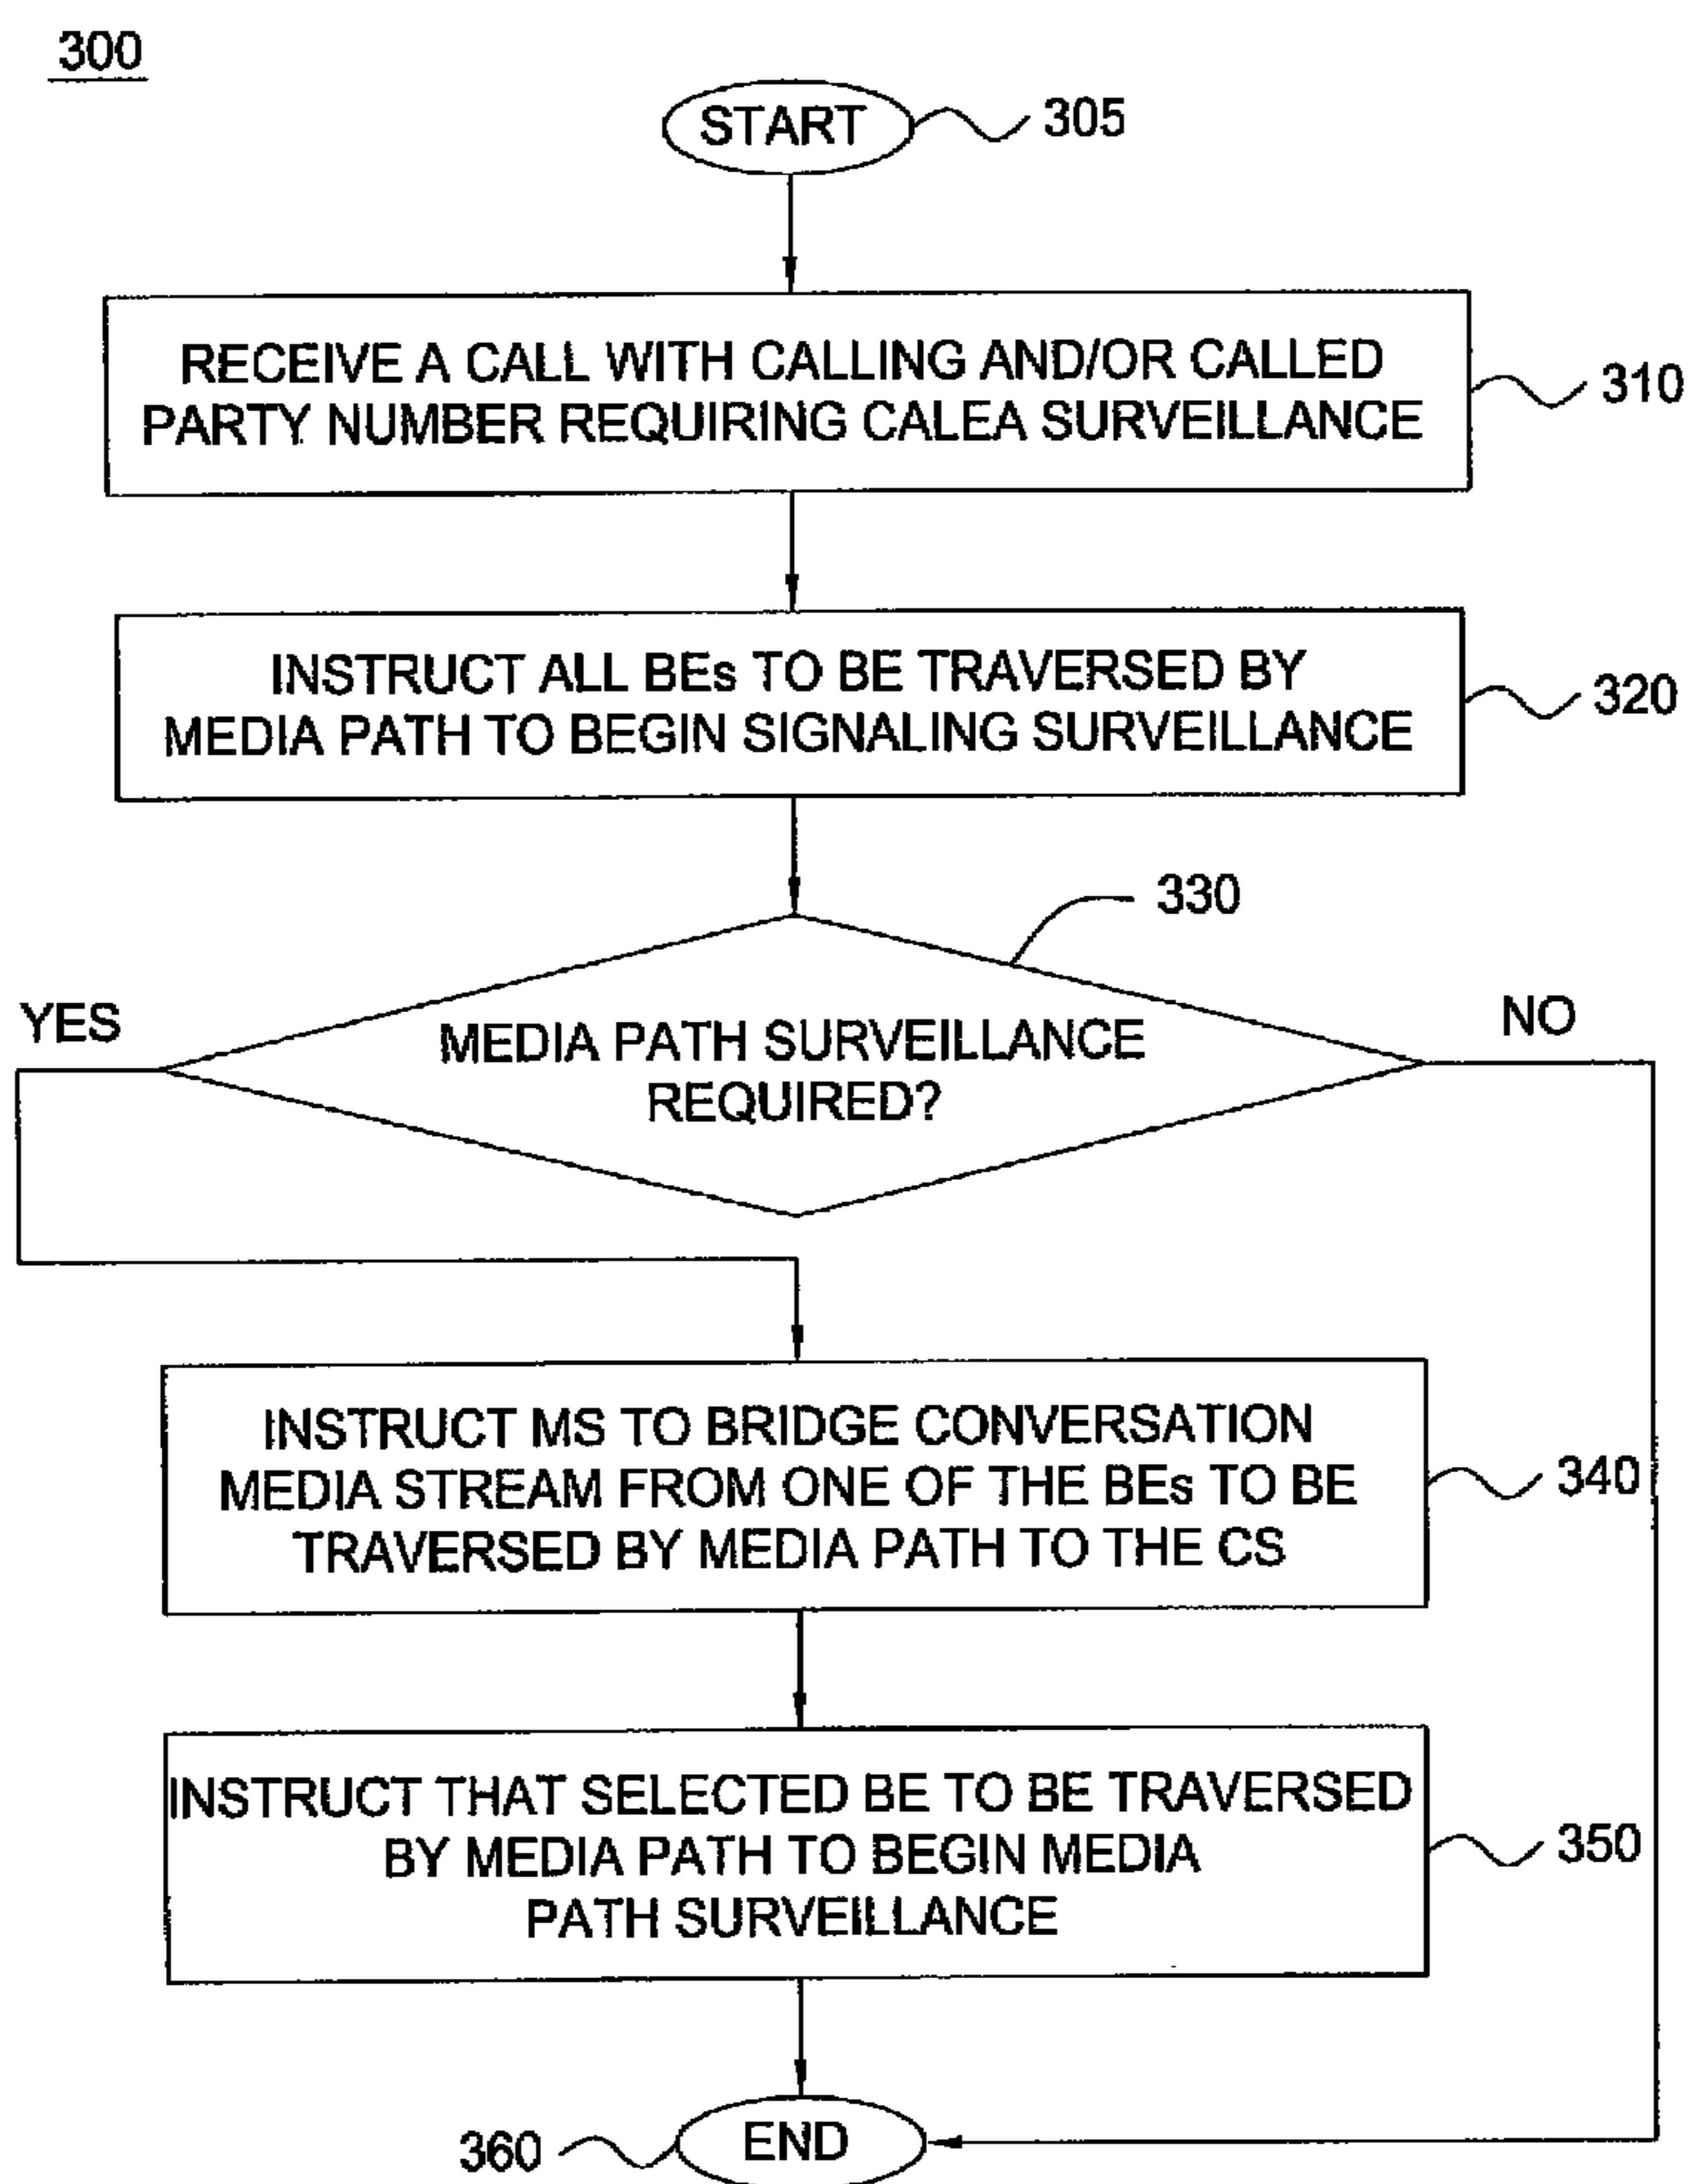 300
START
305
RECEIVE A CALL WITH CALLING AND/OR CALLED
PARTY NUMBER REQUIRING CALEA SURVEILLANCE
310
INSTRUCT ALL BEs TO BE TRAVERSED BY
MEDIA PATH TO BEGIN SIGNALING SURVEILLANCE
320
330
YES
MEDIA PATH SURVEILLANCE
REQUIRED?
NO
INSTRUCT MS TO BRIDGE CONVERSATION
MEDIA STREAM FROM ONE OF THE BEs TO BE
TRAVERSED BY MEDIA PATH TO THE CS
340
INSTRUCT THAT SELECTED BE TO BE TRAVERSED
BY MEDIA PATH TO BEGIN MEDIA
PATH SURVEILLANCE
350
360
END